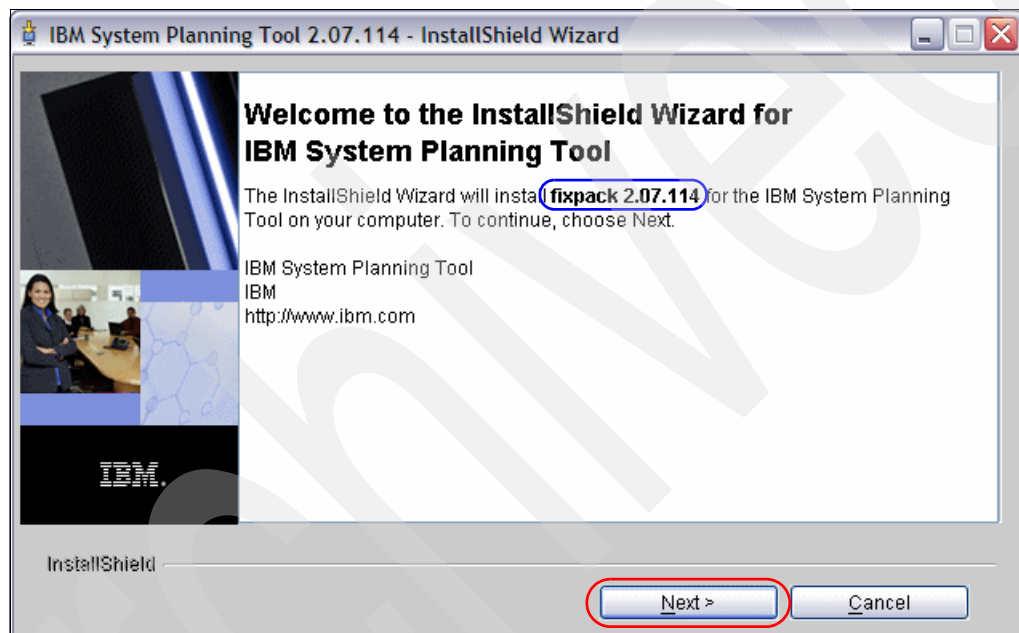 IBM System Planning Tool 2.07.114 - InstallShield Wizard
Welcome to the InstallShield Wizard for
IBM System Planning Tool
The InstallShield Wizard will install fixpack 2.07.114 for the IBM System Planning
Tool on your computer. To continue, choose Next.
IBM System Planning Tool
IBM
http://www.ibm.com
IBM.
InstallShield
Next >
Cancel